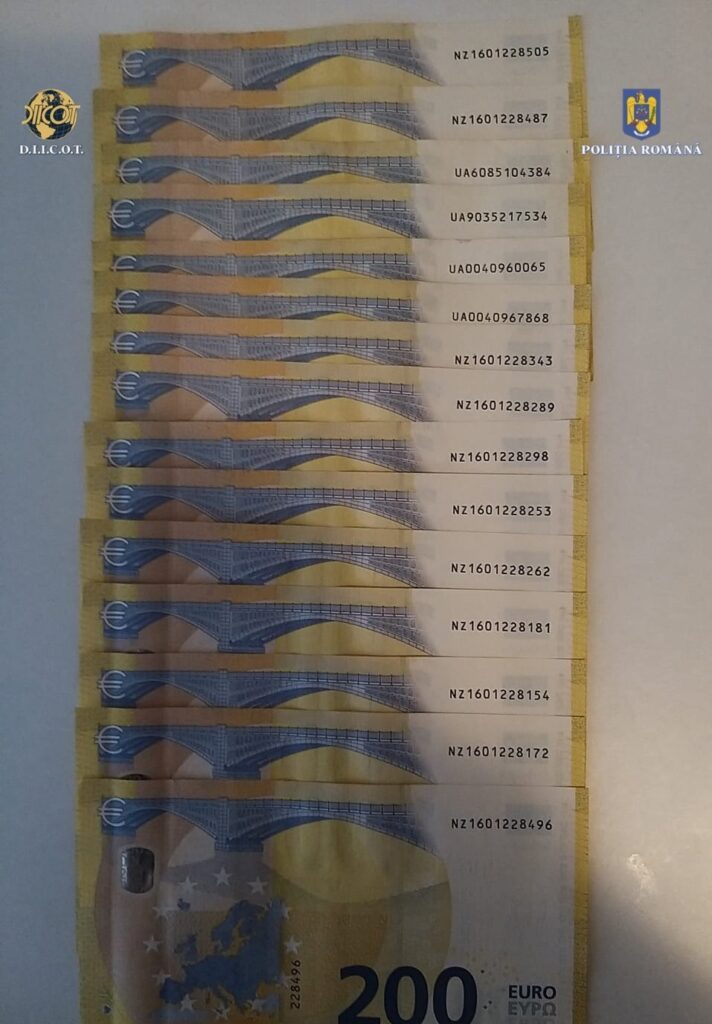 NZ1601228505
DIICOT
D.I.I.C.O.T.
NZ1601228487
POLIȚIA ROMÂNĂ
UA6085104384
UA9035217534
UA0040960065
UA0040967868
NZ1601228343
NZ1601228289
NZ1601228298
NZ1601228253
NZ1601228262
NZ1601228181
NZ1601228154
NZ1601228172
NZ1601228496
228496
200 EURO
ΕΥΡΩ